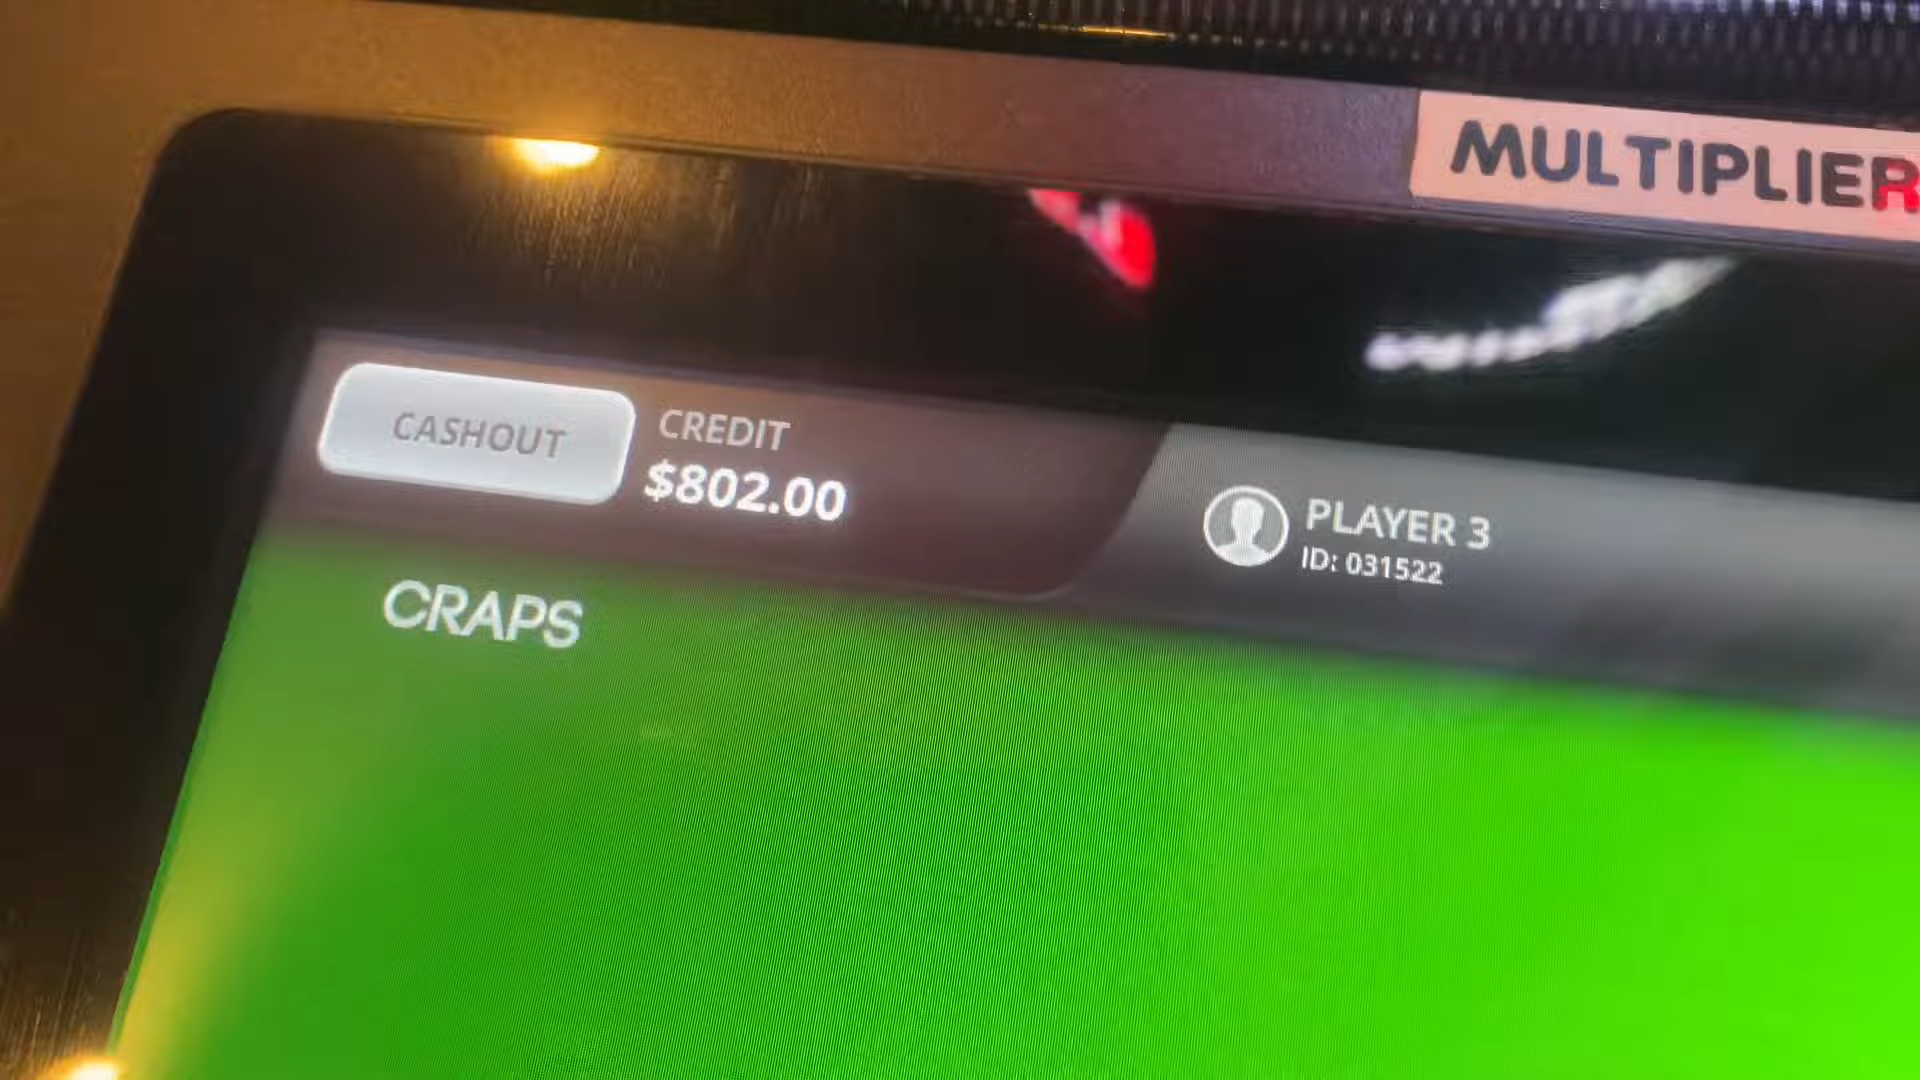 MULTIPLIER
CASHOUT
CREDIT
$802.00
PLAYER 3
ID: 031522
CRAPS